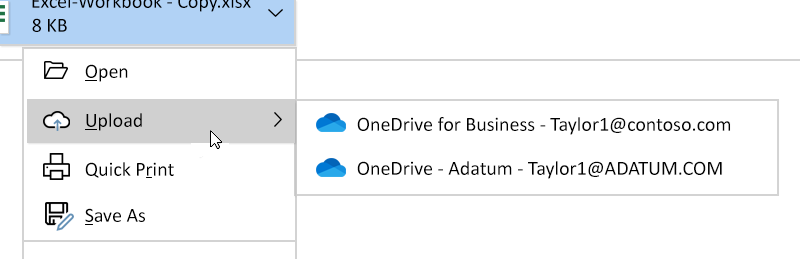 Excel-Workbook - Copy.xlsx
8 KB
Open
Upload
OneDrive for Business - Taylor1@contoso.com
OneDrive - Adatum - Taylor1@ADATUM.COM
Quick Print
Save As